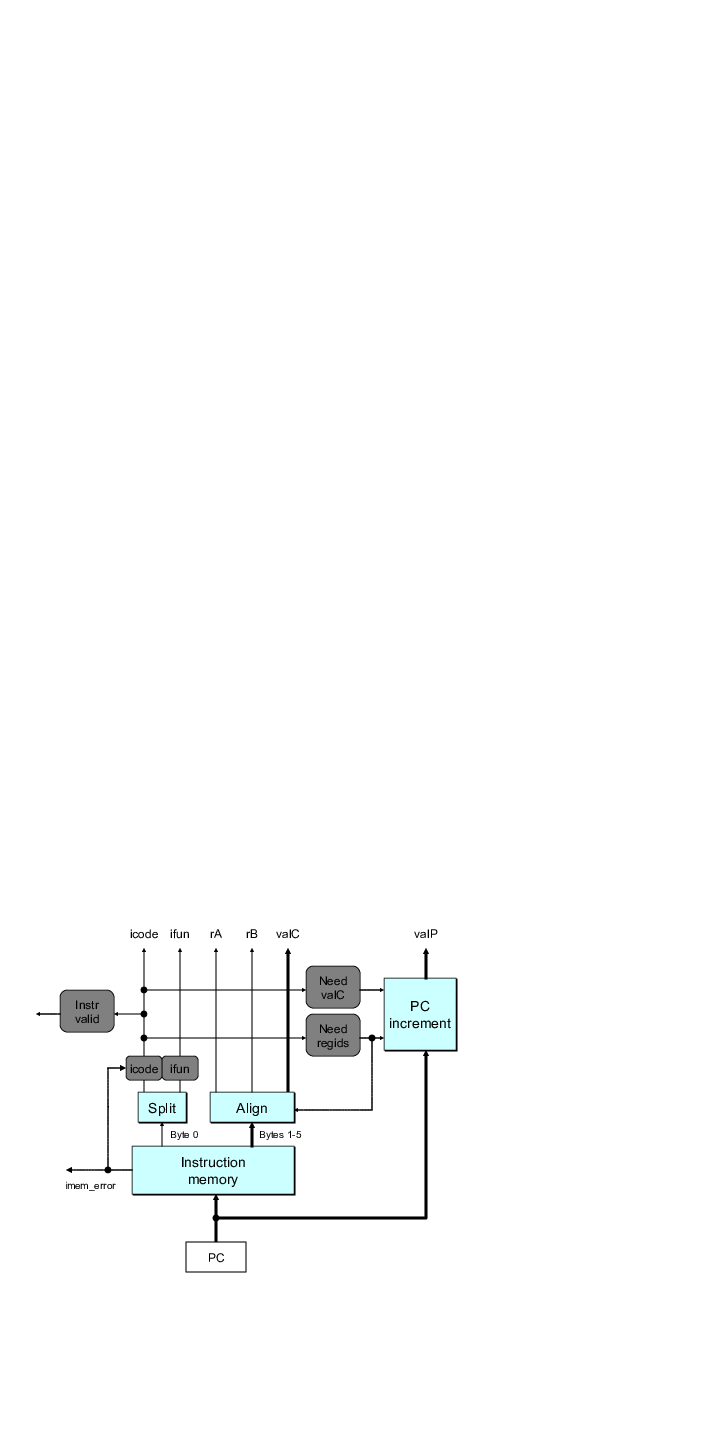 icode ifun rA rB valC valP
Need
valC
PC
increment
Instr
valid
Need
regids
icode ifun
Split
Align
Byte 0
Bytes 1-5
Instruction
memory
imem_error
PC